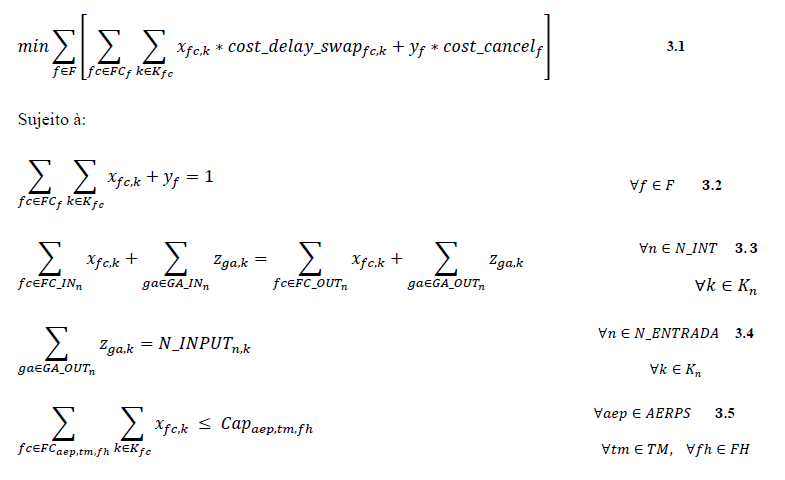 min ∑_{f∈F} [ ∑_{fc∈FC_f} ∑_{k∈K_{fc}} x_{fc,k} * cost_delay_swap_{fc,k} + y_f * cost_cancel_f ] 3.1
Sujeito à:
∑_{fc∈FC_f} ∑_{k∈K_{fc}} x_{fc,k} + y_f = 1 ∀f ∈ F 3.2
∑_{fc∈FC_IN_n} x_{fc,k} + ∑_{ga∈GA_IN_n} z_{ga,k} = ∑_{fc∈FC_OUT_n} x_{fc,k} + ∑_{ga∈GA_OUT_n} z_{ga,k} ∀n ∈ N_INT 3.3
∀k ∈ K_n
∑_{ga∈GA_OUT_n} z_{ga,k} = N_INPUT_{n,k} ∀n ∈ N_ENTRADA 3.4
∀k ∈ K_n
∑_{fc∈FC_{aep,tm,fh}} ∑_{k∈K_{fc}} x_{fc,k} ≤ Cap_{aep,tm,fh} ∀aep ∈ AERPS 3.5
∀tm ∈ TM, ∀fh ∈ FH